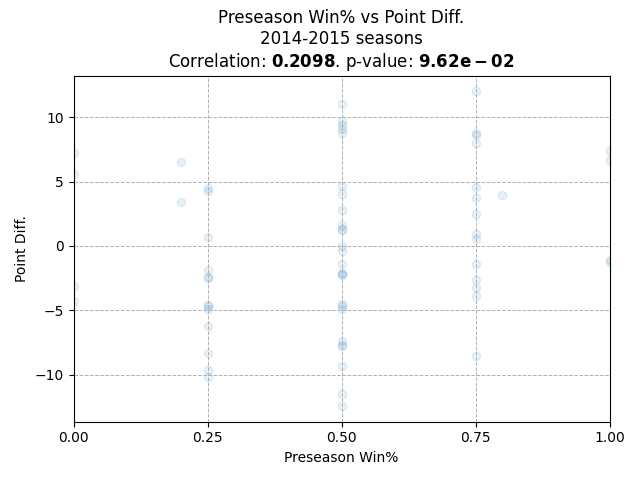 Preseason Win% vs Point Diff.
2014-2015 seasons
Correlation: 0.2098. p-value: 9.62e − 02
10
5
0
−5
−10
Point Diff.
0.00 0.25 0.50 0.75 1.00
Preseason Win%